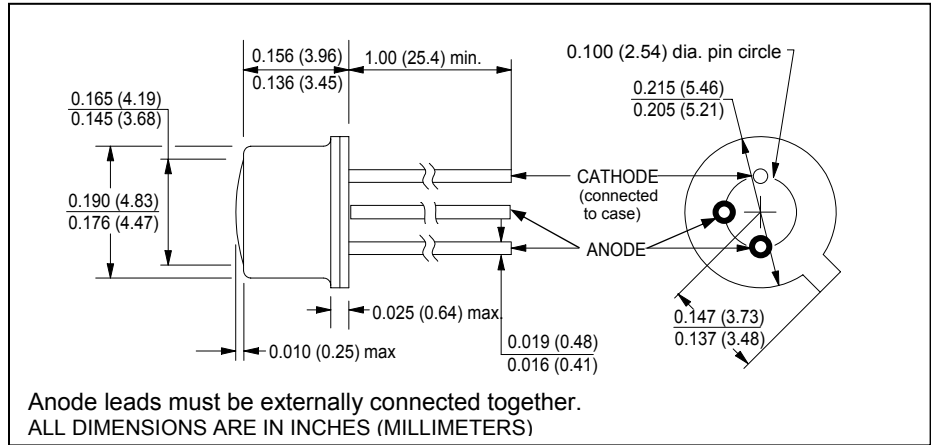 0.156 (3.96)
0.136 (3.45)
1.00 (25.4) min.
0.100 (2.54) dia. pin circle
0.215 (5.46)
0.205 (5.21)
0.165 (4.19)
0.145 (3.68)
0.190 (4.83)
0.176 (4.47)
CATHODE
(connected
to case)
ANODE
0.025 (0.64) max.
0.010 (0.25) max
0.019 (0.48)
0.016 (0.41)
0.147 (3.73)
0.137 (3.48)
Anode leads must be externally connected together.
ALL DIMENSIONS ARE IN INCHES (MILLIMETERS)